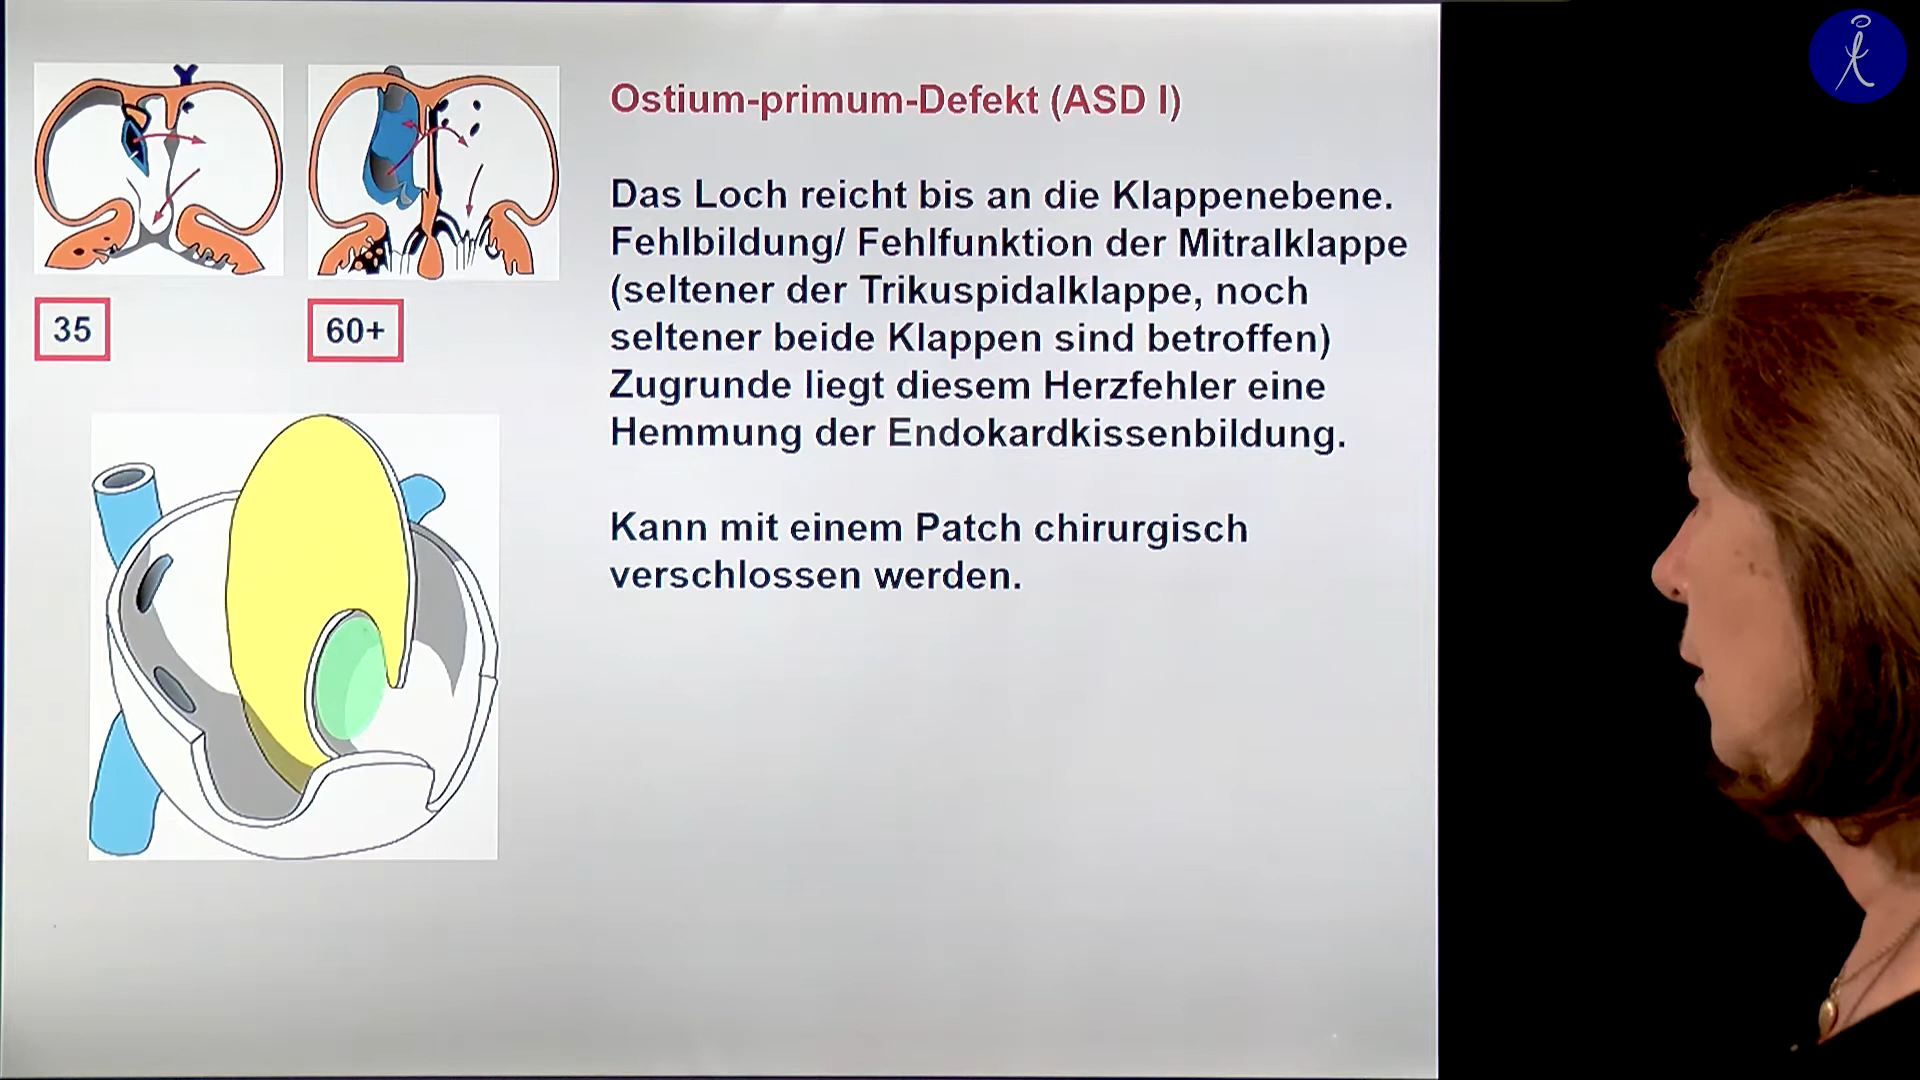 Ostium-primum-Defekt (ASD I)
Das Loch reicht bis an die Klappenebene.
Fehlbildung/ Fehlfunktion der Mitralklappe
(seltener der Trikuspidalklappe, noch
seltener beide Klappen sind betroffen)
Zugrunde liegt diesem Herzfehler eine
Hemmung der Endokardkissenbildung.
Kann mit einem Patch chirurgisch
verschlossen werden.
35
60+